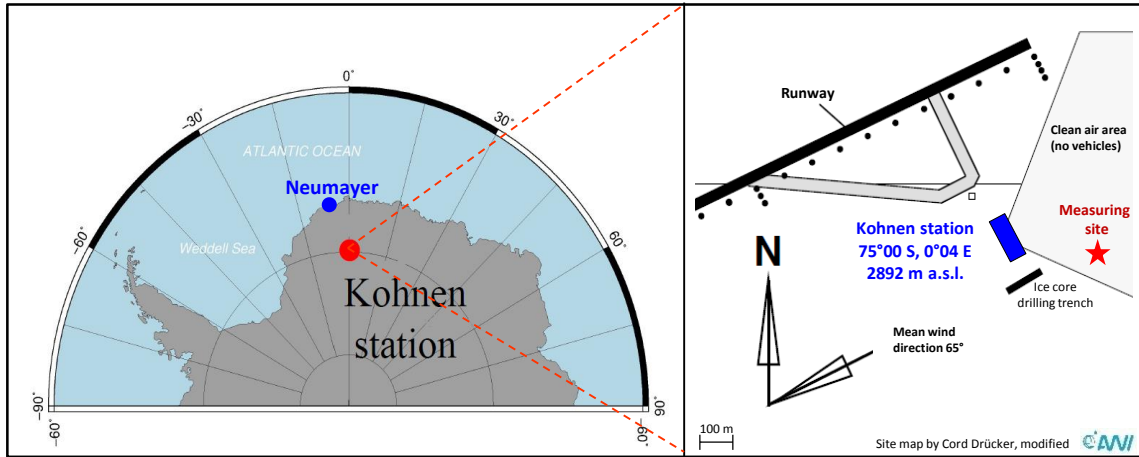 0°
−30°
30°
ATLANTIC OCEAN
Neumayer
−60°
Weddell Sea
60°
Kohnen
station
−90°
90°
−60°
−60°
Runway
Clean air area
(no vehicles)
Measuring
site
Kohnen station
75°00 S, 0°04 E
2892 m a.s.l.
N
Ice core
drilling trench
Mean wind
direction 65°
100 m
Site map by Cord Drücker, modified
AWI